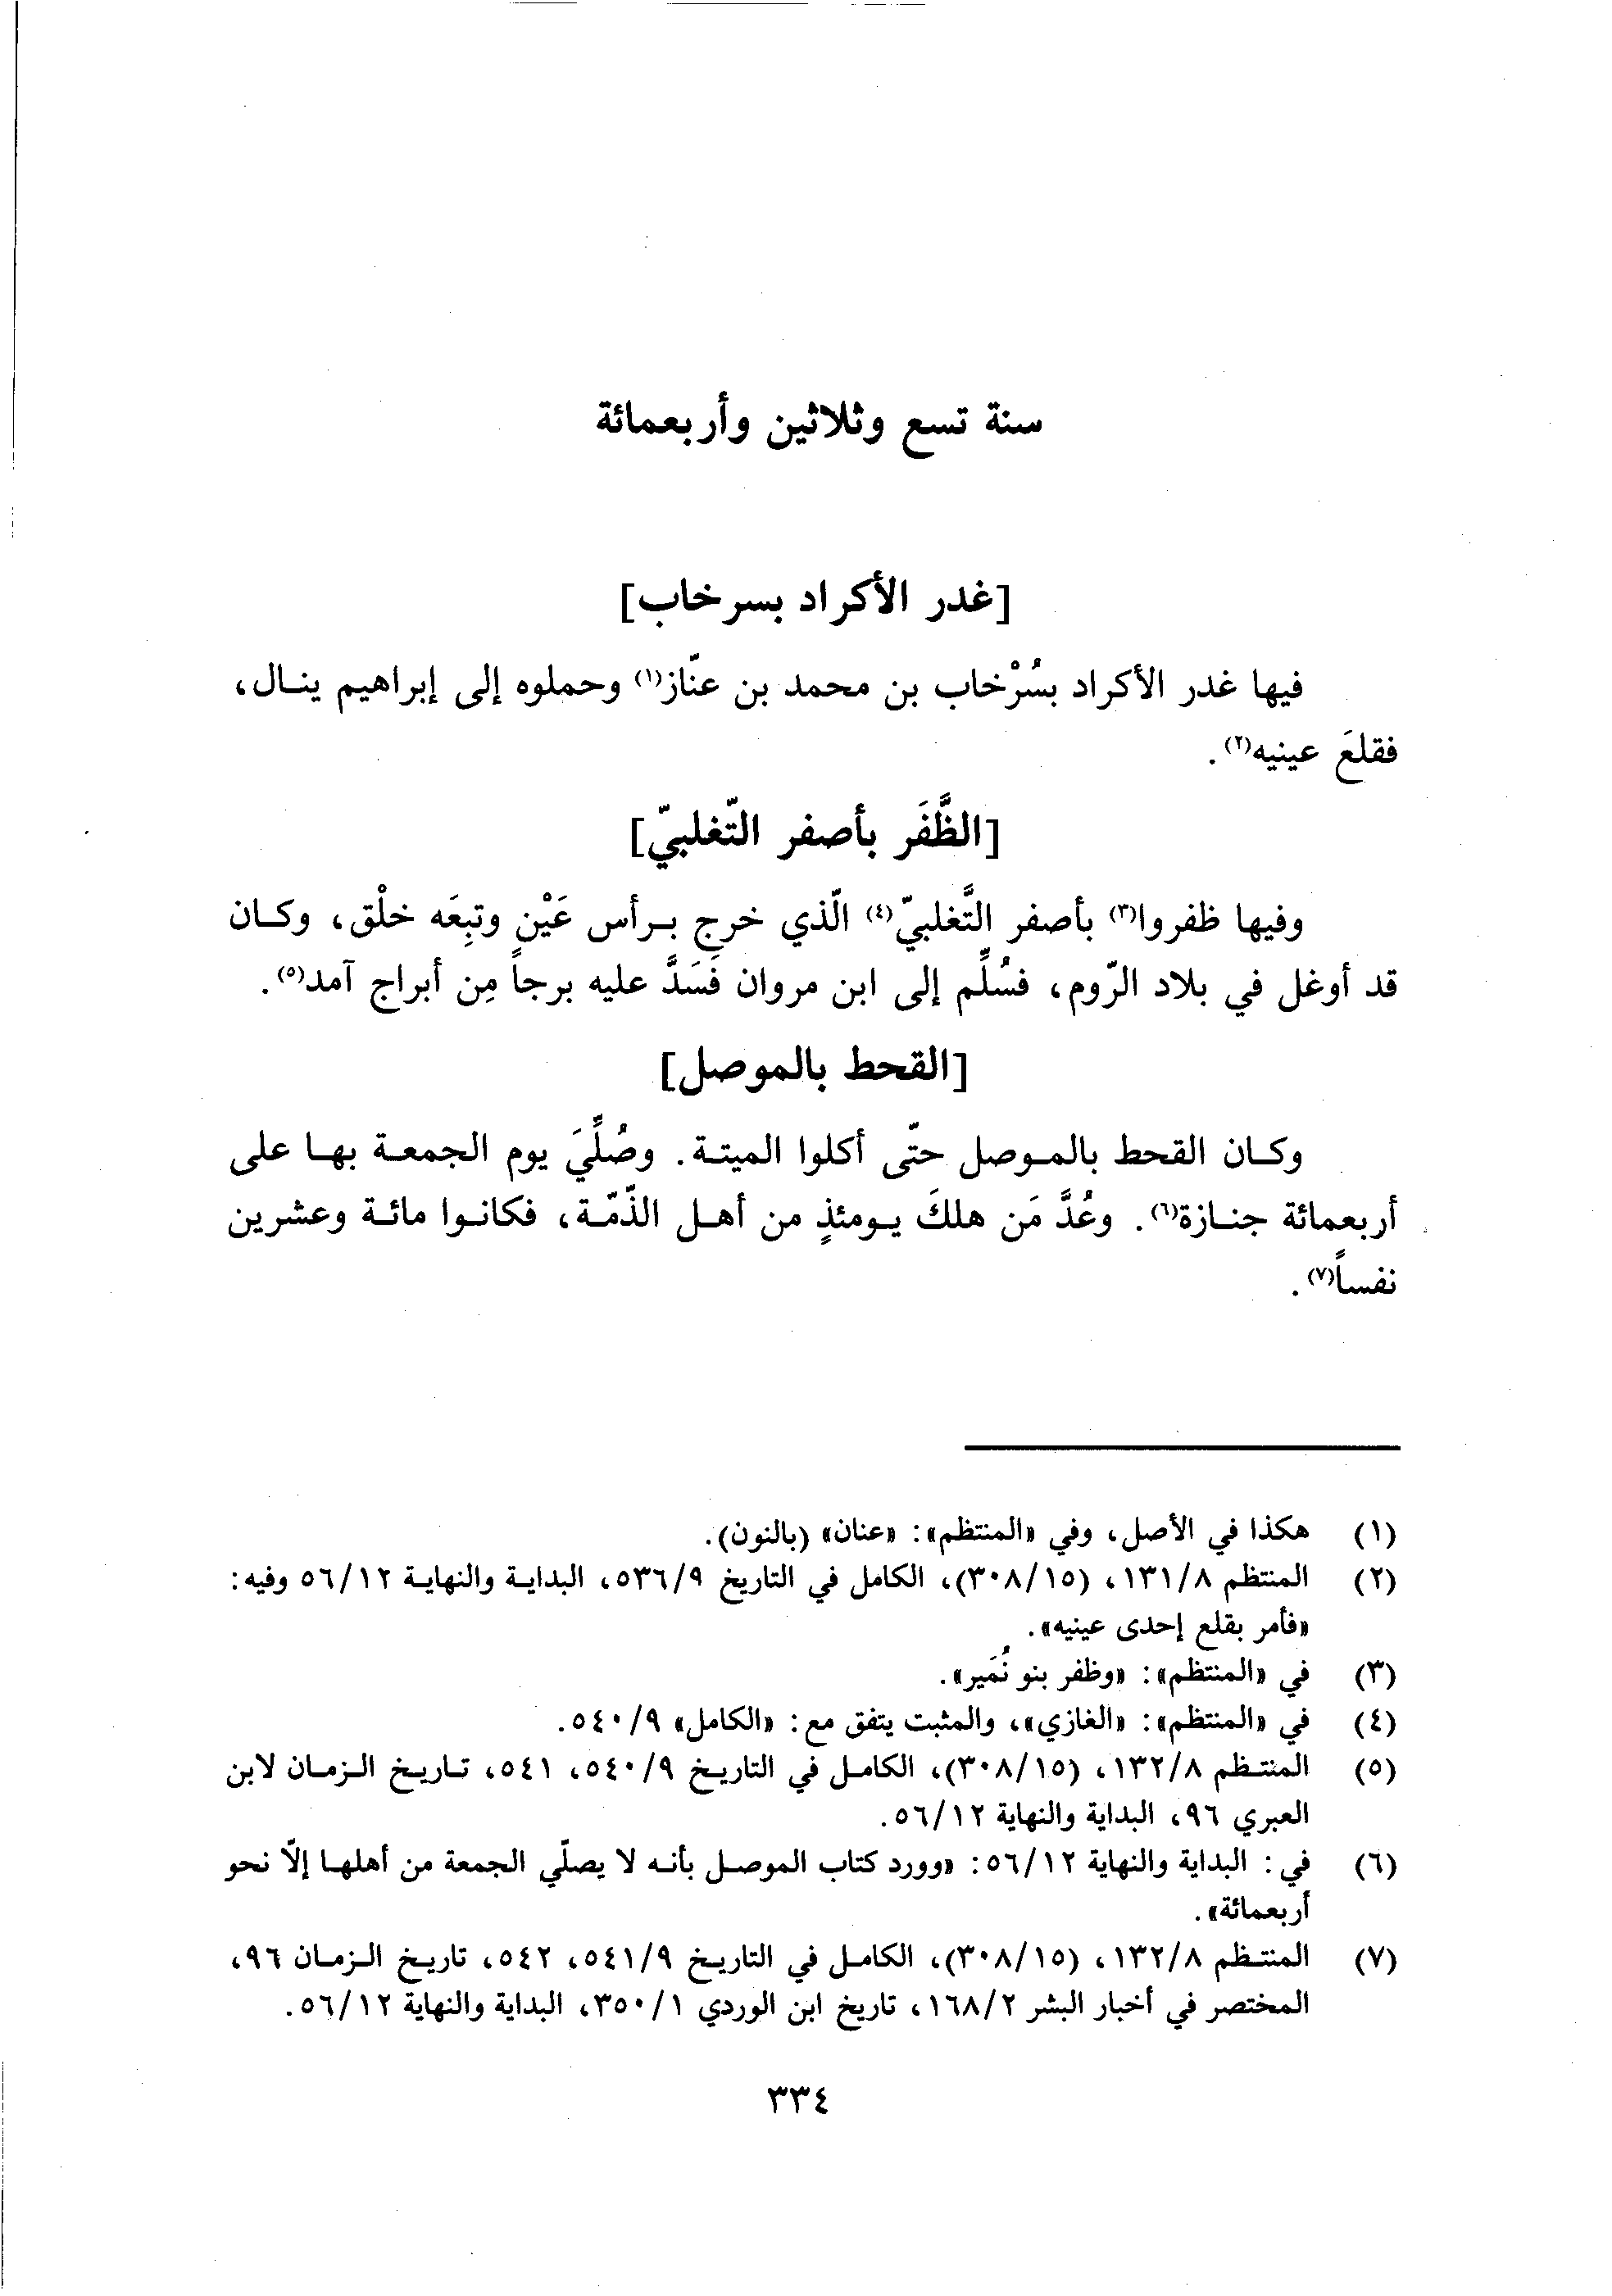 سنة تسع وثلاثين وأربعمائة
[غدر الأكراد بسرخاب]
فيها غدر الأكراد بسُرْخاب بن محمد بن عنّاز(١) وحملوه إلى إبراهيم ينال،
فقلعَ عينيه(٢).
[الظَّفَر بأصفر التّغلبيّ]
وفيها ظفروا(٣) بأصفر التَّغلبيّ(٤) الّذي خرج برأس عَيْن وتبِعَه خلْق، وكان
قد أوغل في بلاد الرّوم، فسُلِّم إلى ابن مروان فَسَدَّ عليه برجاً مِن أبراج آمد(٥).
[القحط بالموصل]
وكان القحط بالموصل حتّى أكلوا الميتة. وصُلِّيَ يوم الجمعة بها على
أربعمائة جنازة(٦). وعُدَّ مَن هلكَ يومئذٍ من أهل الذّمّة، فكانوا مائة وعشرين
نفساً(٧).
(١) هكذا في الأصل، وفي «المنتظم»: «عنان» (بالنون).
(٢) المنتظم ٨/١٣١، (١٥/٣٠٨)، الكامل في التاريخ ٩/٥٣٦، البداية والنهاية ١٢/٥٦ وفيه:
«فأمر بقلع إحدى عينيه».
(٣) في «المنتظم»: «وظفر بنو نُمَير».
(٤) في «المنتظم»: «الغازي»، والمثبت يتفق مع: «الكامل» ٩/٥٤٠.
(٥) المنتظم ٨/١٣٢، (١٥/٣٠٨)، الكامل في التاريخ ٩/٥٤٠، ٥٤١، تاريخ الزمان لابن
العبري ٩٦، البداية والنهاية ١٢/٥٦.
(٦) في: البداية والنهاية ١٢/٥٦: «وورد كتاب الموصل بأنه لا يصلّي الجمعة من أهلها إلّا نحو
أربعمائة».
(٧) المنتظم ٨/١٣٢، (١٥/٣٠٨)، الكامل في التاريخ ٩/٥٤١، ٥٤٢، تاريخ الزمان ٩٦،
المختصر في أخبار البشر ٢/١٦٨، تاريخ ابن الوردي ١/٣٥٠، البداية والنهاية ١٢/٥٦.
٣٣٤